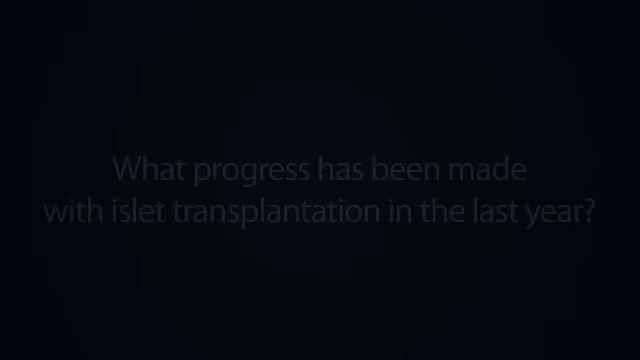 What progress has been made
with islet transplantation in the last year?